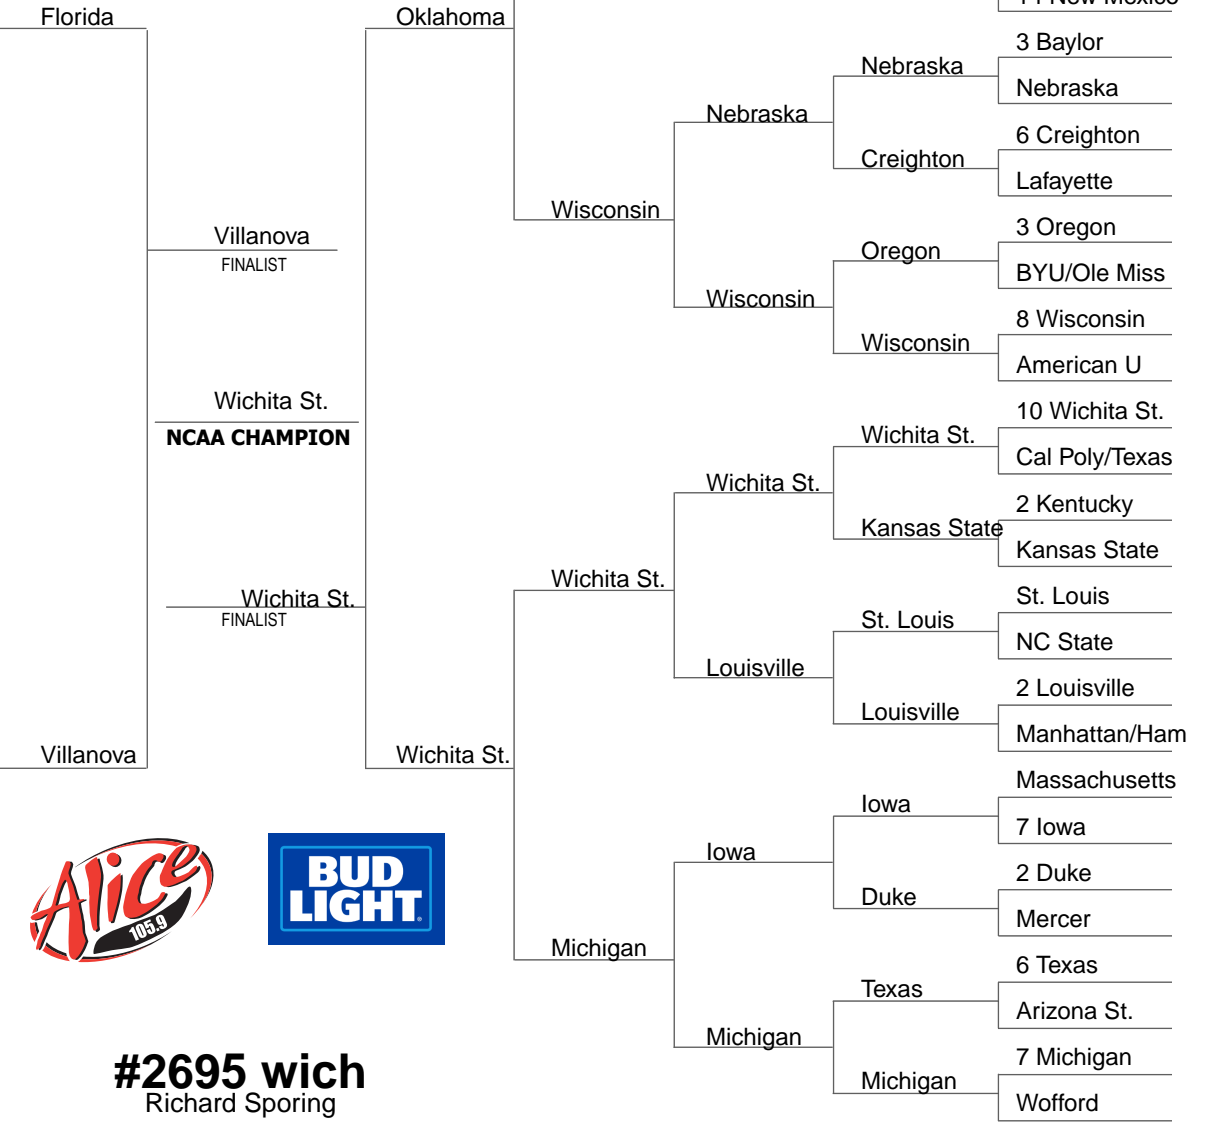 Florida
Villanova
FINALIST
Wichita St.
NCAA CHAMPION
Wichita St.
FINALIST
Villanova
Oklahoma
Wichita St.
Wisconsin
Wichita St.
Michigan
Nebraska
Wisconsin
Wichita St.
Louisville
Iowa
Michigan
Nebraska
Creighton
Oregon
Wisconsin
Wichita St.
Kansas State
St. Louis
Louisville
Iowa
Duke
Texas
Michigan
3 Baylor
Nebraska
6 Creighton
Lafayette
3 Oregon
BYU/Ole Miss
8 Wisconsin
American U
10 Wichita St.
Cal Poly/Texas
2 Kentucky
Kansas State
St. Louis
NC State
2 Louisville
Manhattan/Ham
Massachusetts
7 Iowa
2 Duke
Mercer
6 Texas
Arizona St.
7 Michigan
Wofford
Alice
105.9
BUD
LIGHT
#2695 wich
Richard Sporing